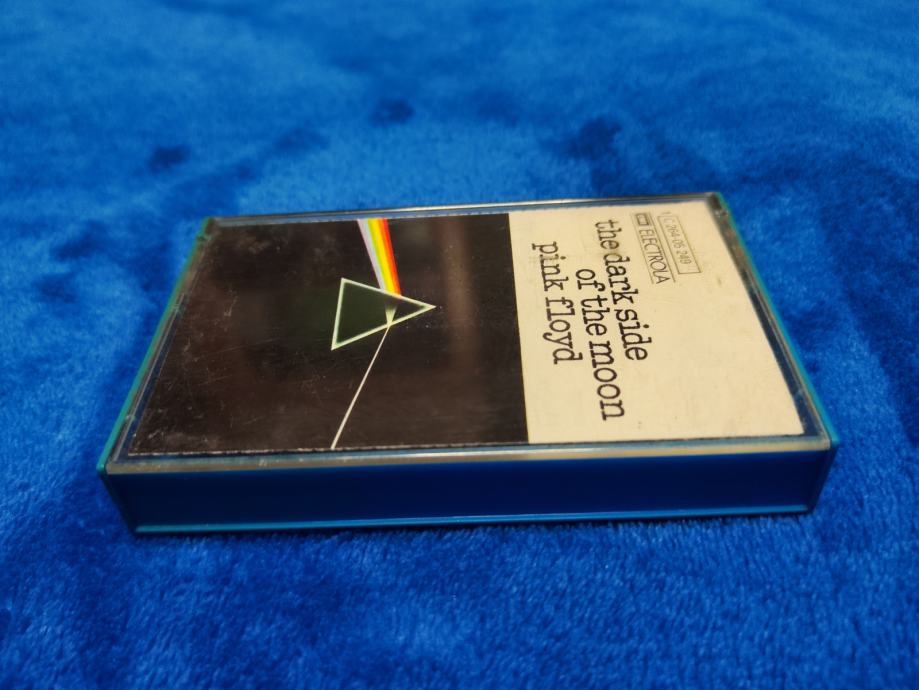 1C 264-05 249
ELECTROLA
the dark side
of the moon
pink floyd